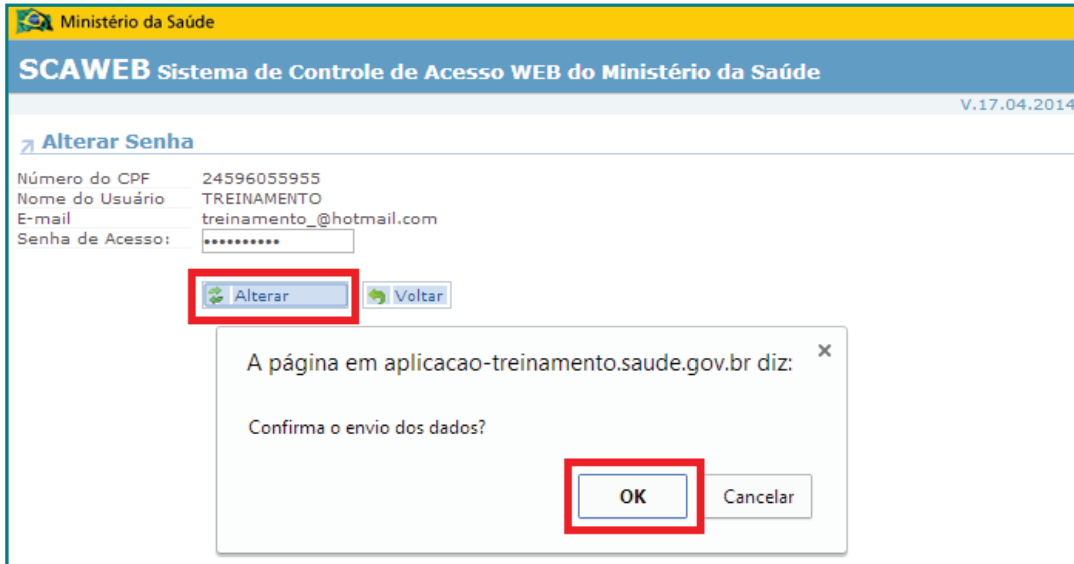 Ministério da Saúde
SCAWEB Sistema de Controle de Acesso WEB do Ministério da Saúde
V.17.04.2014
Alterar Senha
Número do CPF 24596055955
Nome do Usuário TREINAMENTO
E-mail treinamento_@hotmail.com
Senha de Acesso: ••••••••••
Alterar Voltar
A página em aplicacao-treinamento.saude.gov.br diz: ×
Confirma o envio dos dados?
OK Cancelar